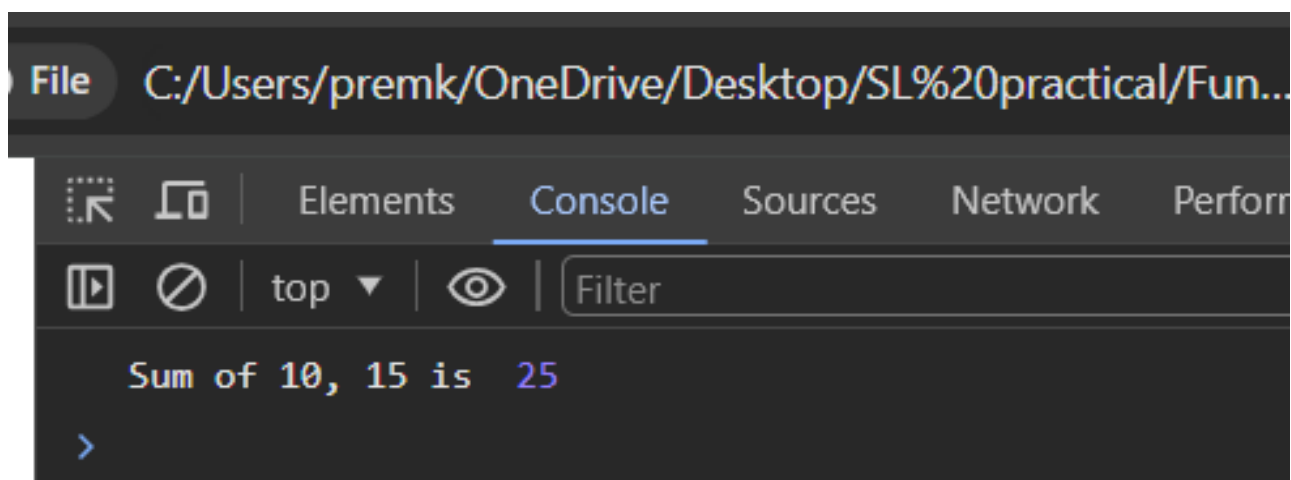 File C:/Users/premk/OneDrive/Desktop/SL%20practical/Fun...
Elements Console Sources Network Perforr
top Filter
Sum of 10, 15 is 25